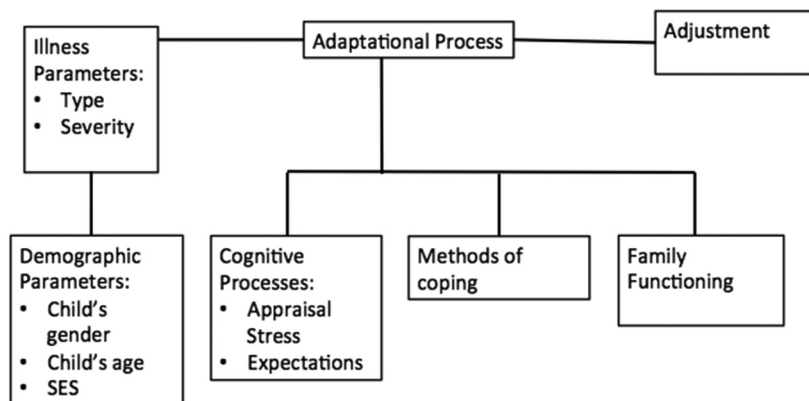 Illness
Parameters:
• Type
• Severity
Adaptational Process
Adjustment
Demographic
Parameters:
• Child's
gender
• Child's age
• SES
Cognitive
Processes:
• Appraisal
Stress
• Expectations
Methods of
coping
Family
Functioning